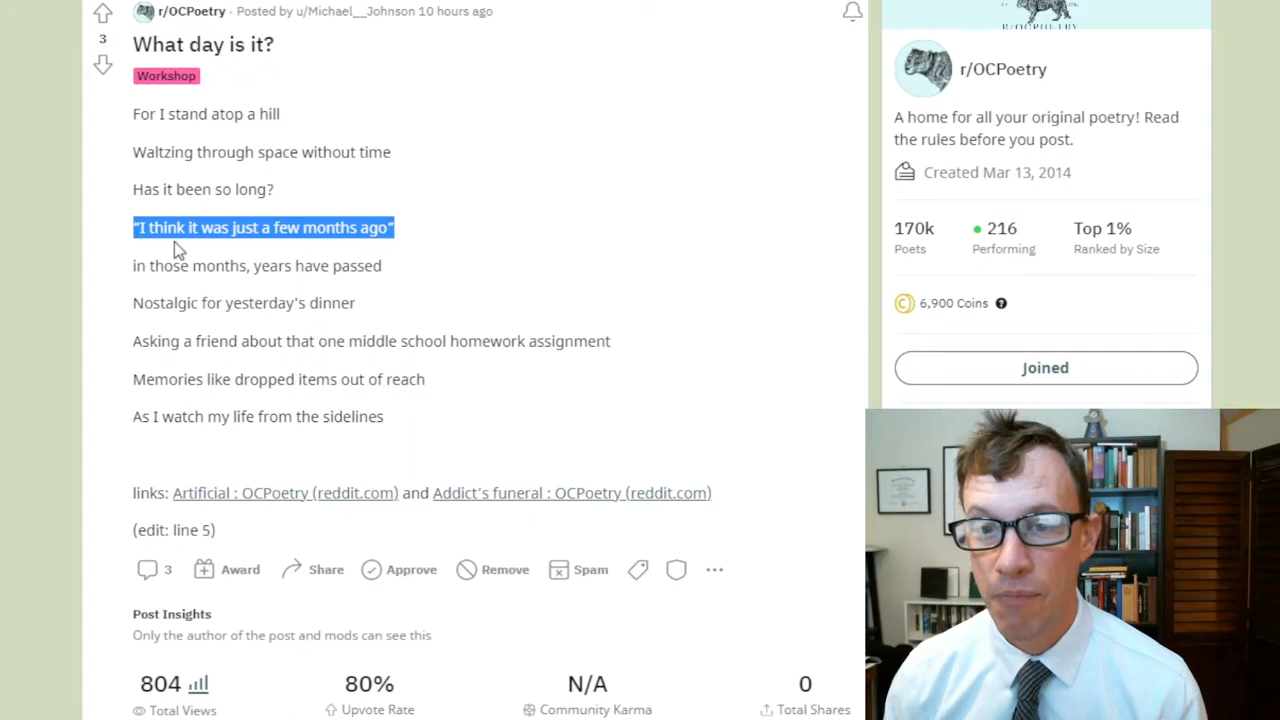 r/OCPoetry · Posted by u/Michael__Johnson 10 hours ago
3
What day is it?
Workshop
For I stand atop a hill
Waltzing through space without time
Has it been so long?
“I think it was just a few months ago”
in those months, years have passed
Nostalgic for yesterday's dinner
Asking a friend about that one middle school homework assignment
Memories like dropped items out of reach
As I watch my life from the sidelines
links: Artificial : OCPoetry (reddit.com) and Addict's funeral : OCPoetry (reddit.com)
(edit: line 5)
3 Award Share Approve Remove Spam
Post Insights
Only the author of the post and mods can see this
804 80% N/A 0
Total Views Upvote Rate Community Karma Total Shares
r/OCPoetry
A home for all your original poetry! Read
the rules before you post.
Created Mar 13, 2014
170k 216 Top 1%
Poets Performing Ranked by Size
6,900 Coins
Joined